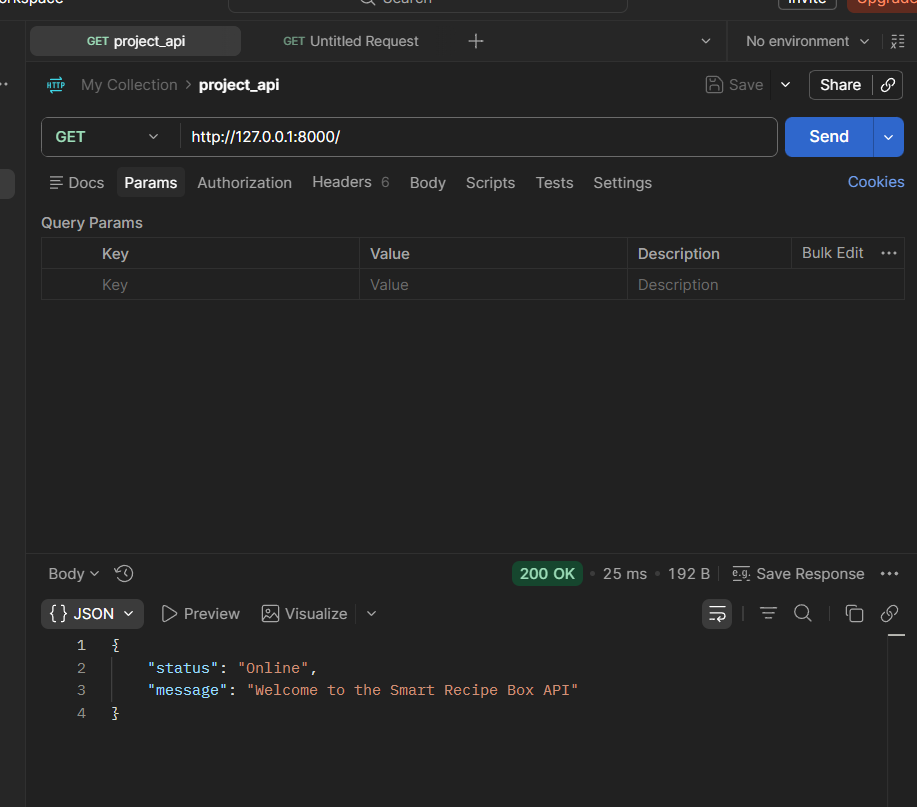 orkspace Search Invite Upgrade
GET project_api GET Untitled Request No environment
HTTP My Collection > project_api Save Share
GET http://127.0.0.1:8000/ Send
Docs Params Authorization Headers 6 Body Scripts Tests Settings Cookies
Query Params
Key Value Description Bulk Edit
Key Value Description
Body 200 OK • 25 ms • 192 B e.g. Save Response
{} JSON Preview Visualize
1 {
2 "status": "Online",
3 "message": "Welcome to the Smart Recipe Box API"
4 }